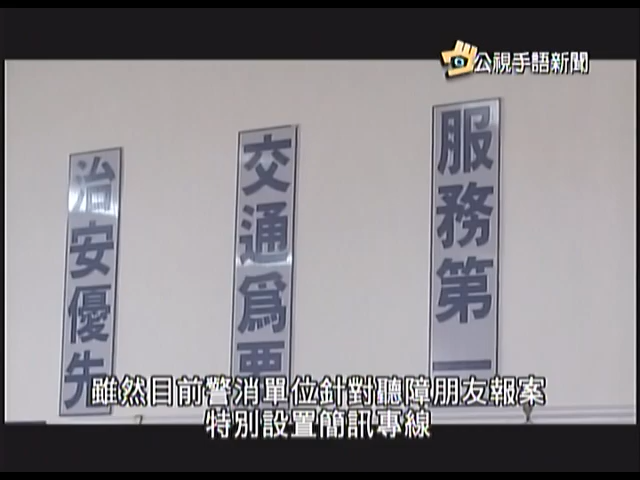 公視手語新聞
服務第一
交通為要
治安優先
雖然目前警消單位針對聽障朋友報案
特別設置簡訊專線